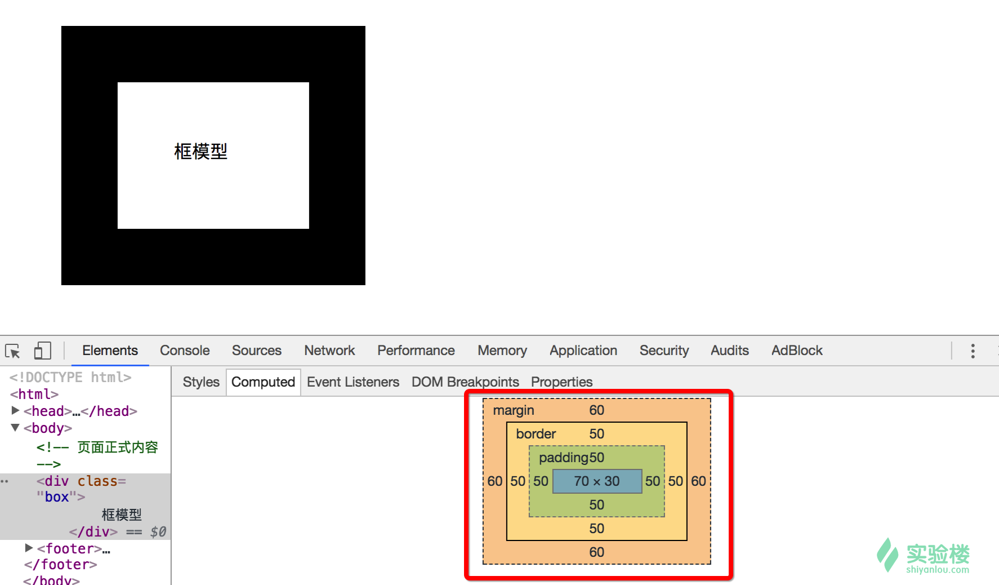 框模型
Elements Console Sources Network Performance Memory Application Security Audits AdBlock
<!DOCTYPE html>
<html>
<head>…</head>
<body>
<!-- 页面正式内容
-->
<div class=
"box">
框模型
</div> == $0
<footer>…
</footer>
</body>
Styles Computed Event Listeners DOM Breakpoints Properties
margin 60
border 50
padding50
60 50 50 70 × 30 50 50 60
50
50
60
实验楼
shiyanlou.com